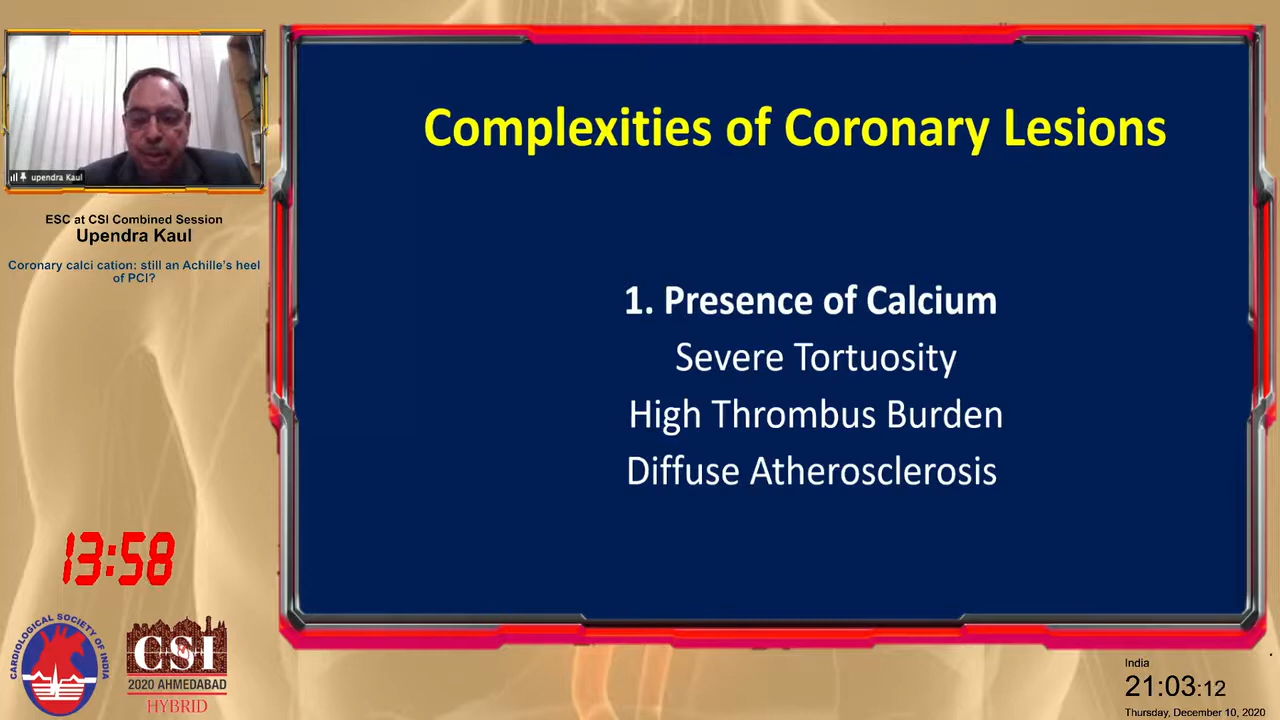 upendra Kaul
ESC at CSI Combined Session
Upendra Kaul
Coronary calci cation: still an Achille's heel
of PCI?
Complexities of Coronary Lesions
1. Presence of Calcium
Severe Tortuosity
High Thrombus Burden
Diffuse Atherosclerosis
13:58
CARDIOLOGICAL SOCIETY OF INDIA
CSI
2020 AHMEDABAD
HYBRID
India
21:03:12
Thursday, December 10, 2020